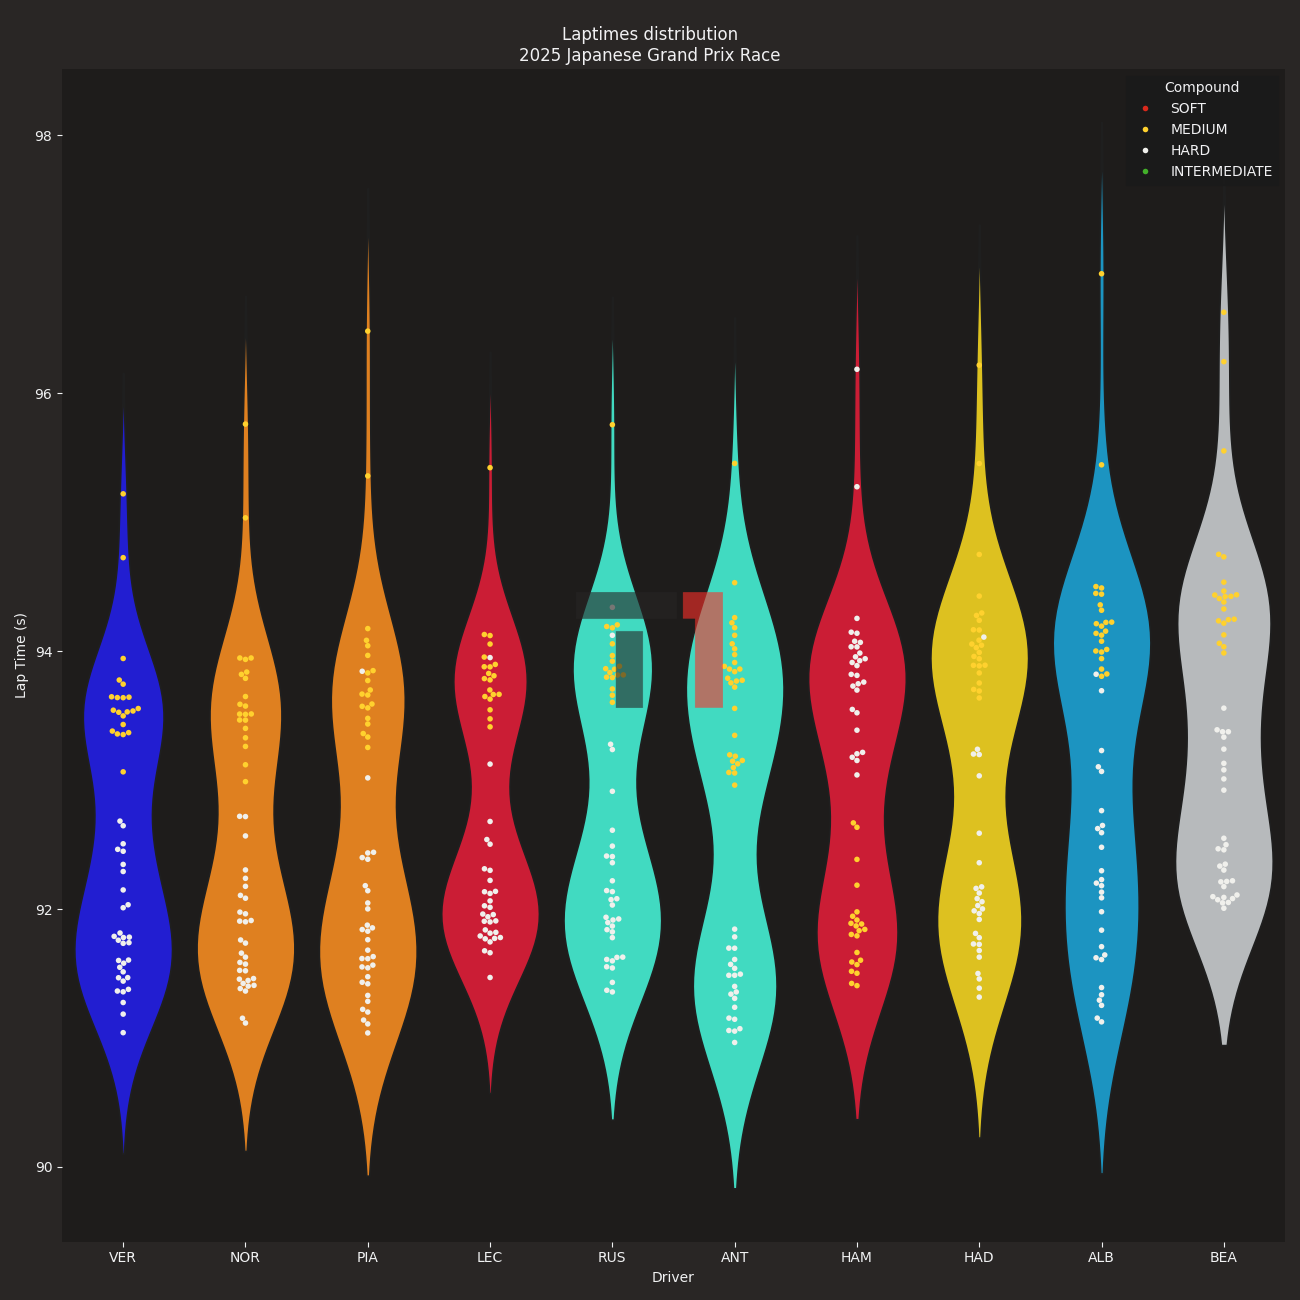 Laptimes distribution
2025 Japanese Grand Prix Race
Compound
SOFT
MEDIUM
HARD
INTERMEDIATE
98
96
94
92
90
Lap Time (s)
VER NOR PIA LEC RUS ANT HAM HAD ALB BEA
Driver